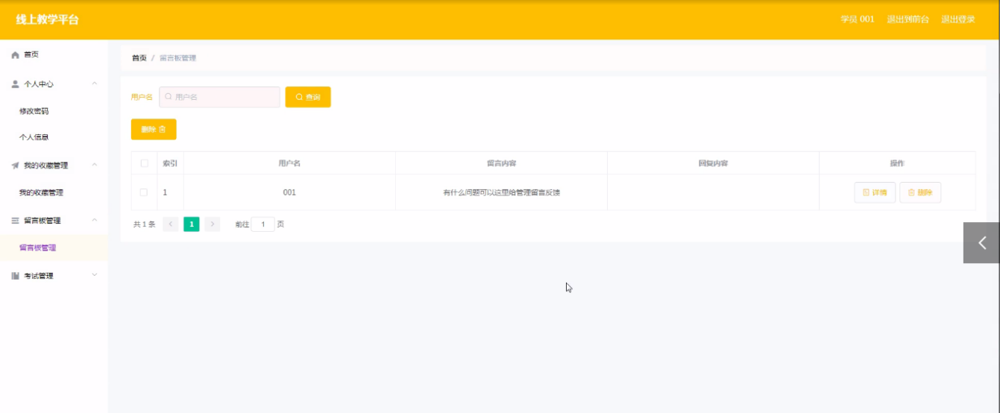 线上教学平台
学员 001 退出到前台 退出登录
首页
首页 / 留言板管理
个人中心
修改密码
个人信息
我的收藏管理
我的收藏管理
留言板管理
留言板管理
考试管理
用户名 用户名 查询
删除
索引 用户名 留言内容 回复内容 操作
1 001 有什么问题可以这里给管理留言反馈 详情 删除
共 1 条 1 前往 1 页